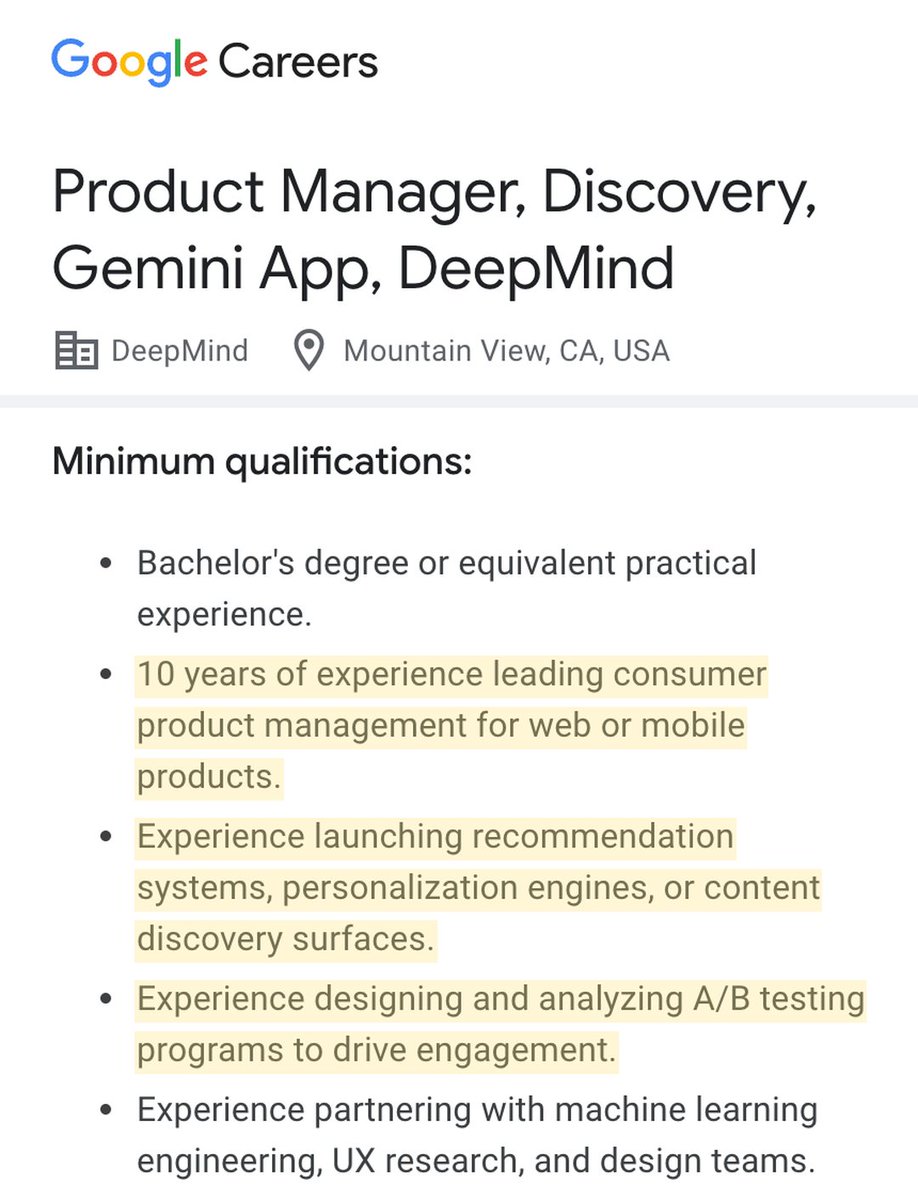 Google Careers
Product Manager, Discovery,
Gemini App, DeepMind
DeepMind Mountain View, CA, USA
Minimum qualifications:
• Bachelor's degree or equivalent practical
experience.
• 10 years of experience leading consumer
product management for web or mobile
products.
• Experience launching recommendation
systems, personalization engines, or content
discovery surfaces.
• Experience designing and analyzing A/B testing
programs to drive engagement.
• Experience partnering with machine learning
engineering, UX research, and design teams.